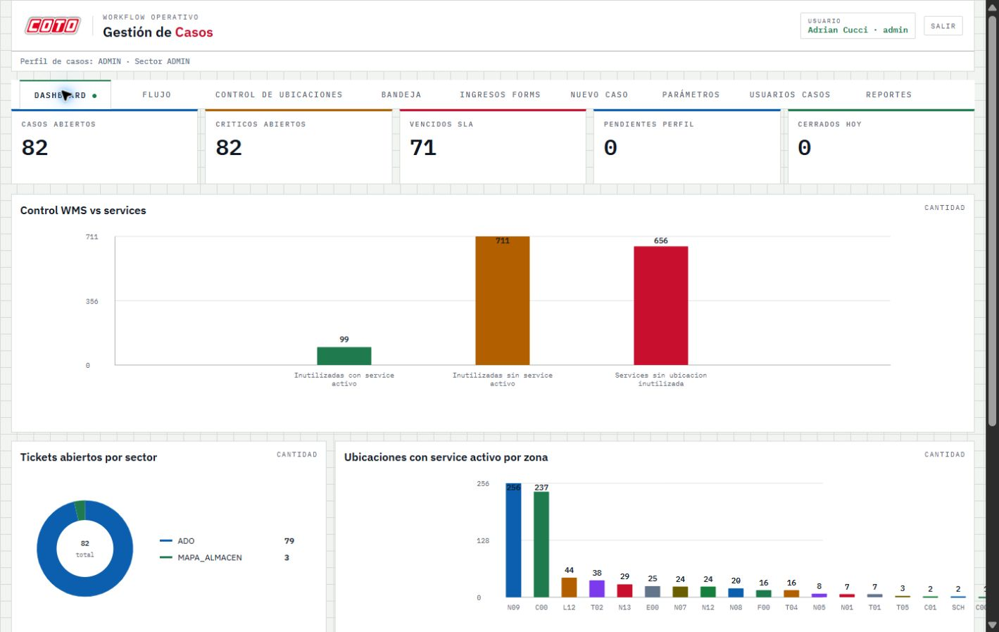 COTO
WORKFLOW OPERATIVO
Gestión de Casos
USUARIO
Adrian Cucci · admin
SALIR
Perfil de casos: ADMIN · Sector ADMIN
DASHBOARD
FLUJO
CONTROL DE UBICACIONES
BANDEJA
INGRESOS FORMS
NUEVO CASO
PARÁMETROS
USUARIOS CASOS
REPORTES
CASOS ABIERTOS
82
CRITICOS ABIERTOS
82
VENCIDOS SLA
71
PENDIENTES PERFIL
0
CERRADOS HOY
0
Control WMS vs services
CANTIDAD
711
356
0
99
711
656
Inutilizadas con service
activo
Inutilizadas sin service
activo
Services sin ubicacion
inutilizada
Tickets abiertos por sector
CANTIDAD
82
total
ADO 79
MAPA_ALMACEN 3
Ubicaciones con service activo por zona
CANTIDAD
256
128
0
256 237 44 38 29 25 24 24 20 16 16 8 7 7 3 2 2
N09 C00 L12 T02 N13 E00 N07 N12 N08 F00 T04 N05 N01 T01 T05 C01 SCH